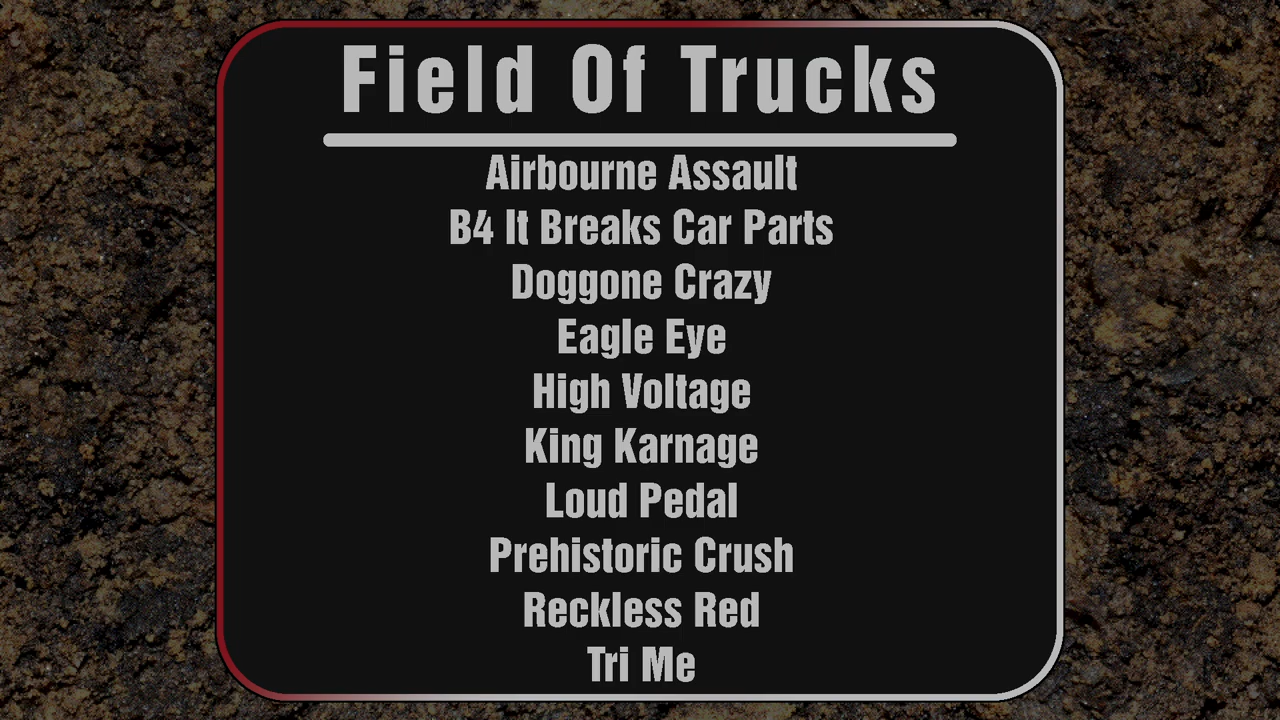 Field Of Trucks
Airbourne Assault
B4 It Breaks Car Parts
Doggone Crazy
Eagle Eye
High Voltage
King Karnage
Loud Pedal
Prehistoric Crush
Reckless Red
Tri Me